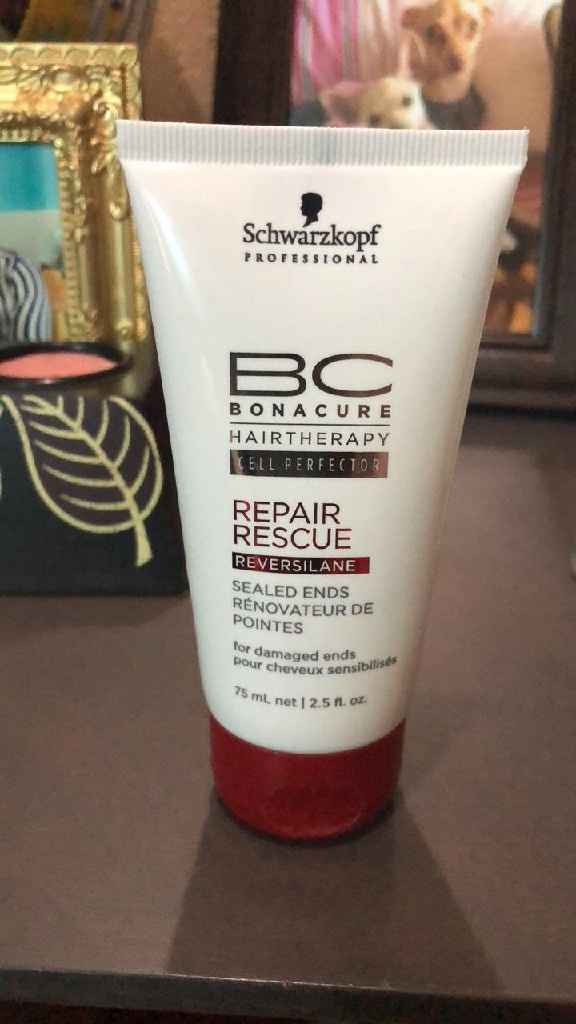 Schwarzkopf
PROFESSIONAL
BC
BONACURE
HAIRTHERAPY
CELL PERFECTOR
REPAIR
RESCUE
REVERSILANE
SEALED ENDS
RÉNOVATEUR DE
POINTES
for damaged ends
pour cheveux sensibilisés
75 mL net | 2.5 fl. oz.